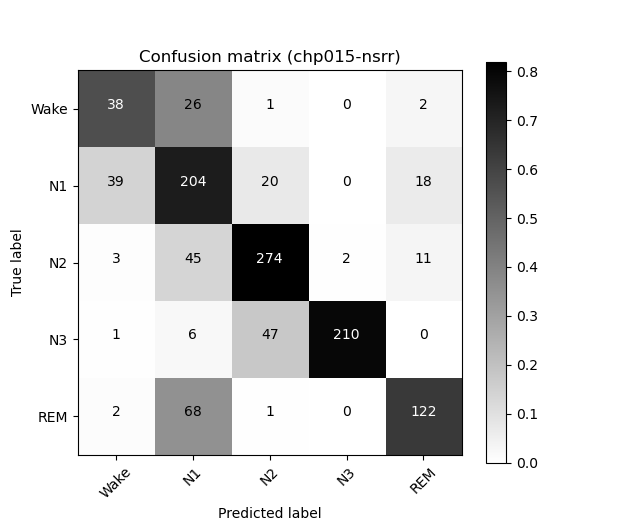 Confusion matrix (chp015-nsrr)
Wake 38 26 1 0 2
N1 39 204 20 0 18
N2 3 45 274 2 11
N3 1 6 47 210 0
REM 2 68 1 0 122
Wake N1 N2 N3 REM
Predicted label
True label
0.8
0.7
0.6
0.5
0.4
0.3
0.2
0.1
0.0